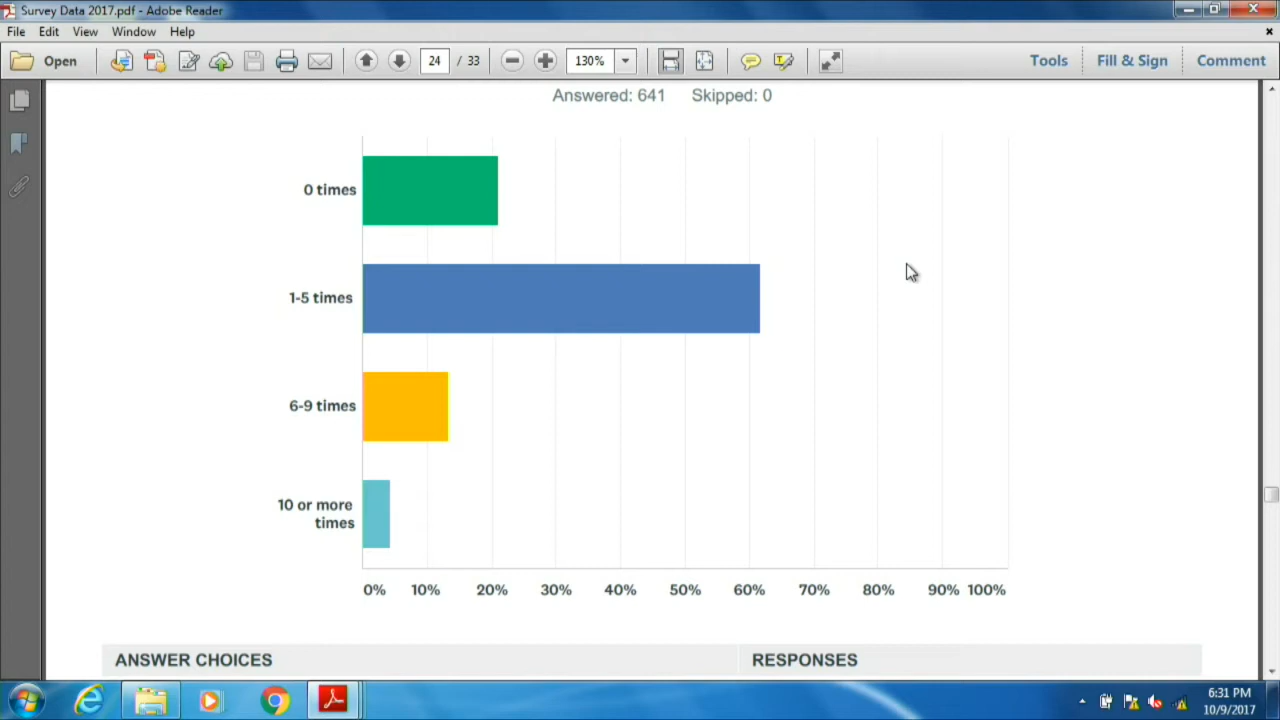 Survey Data 2017.pdf - Adobe Reader
File Edit View Window Help
Open 24 / 33 130% Tools Fill & Sign Comment
Answered: 641 Skipped: 0
0 times
1-5 times
6-9 times
10 or more
times
0% 10% 20% 30% 40% 50% 60% 70% 80% 90% 100%
ANSWER CHOICES RESPONSES
6:31 PM
10/9/2017